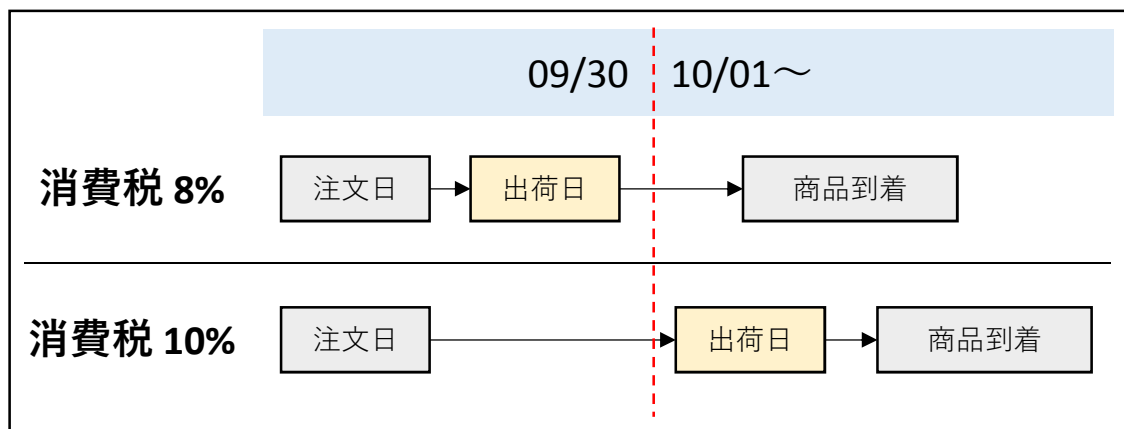 09/30 10/01～
消費税 8% 注文日 出荷日 商品到着
消費税 10% 注文日 出荷日 商品到着